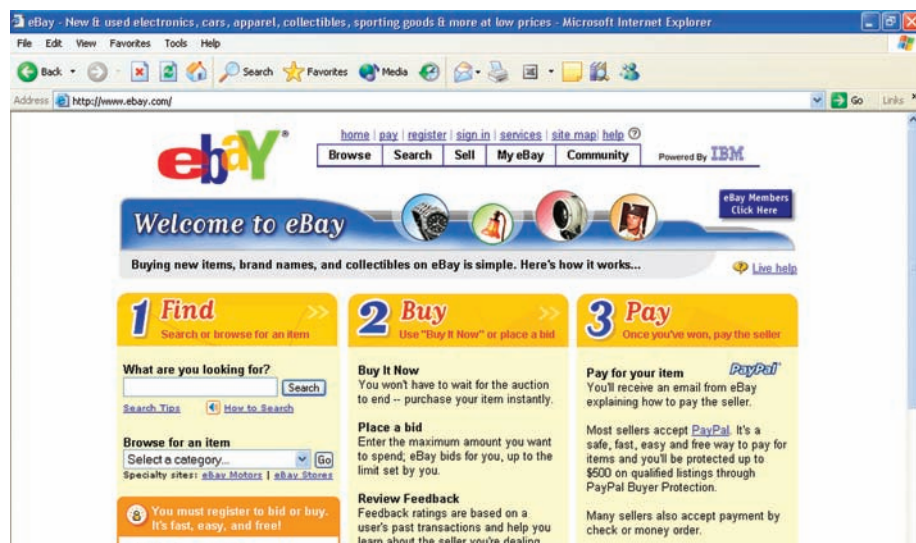 eBay - New & used electronics, cars, apparel, collectibles, sporting goods & more at low prices - Microsoft Internet Explorer
File Edit View Favorites Tools Help
Back Search Favorites Media
Address http://www.ebay.com/ Go Links »
ebay®
home | pay | register | sign in | services | site map | help ?
Browse Search Sell My eBay Community Powered By IBM
eBay Members
Click Here
Welcome to eBay
Buying new items, brand names, and collectibles on eBay is simple. Here's how it works...
? Live help
1 Find >>
Search or browse for an item
What are you looking for?
Search
Search Tips How to Search
Browse for an item
Select a category... Go
Specialty sites: eBay Motors | eBay Stores
You must register to bid or buy.
It's fast, easy, and free!
2 Buy >>
Use "Buy It Now" or place a bid
Buy It Now
You won't have to wait for the auction
to end -- purchase your item instantly.
Place a bid
Enter the maximum amount you want
to spend; eBay bids for you, up to the
limit set by you.
Review Feedback
Feedback ratings are based on a
user's past transactions and help you
learn about the seller you're dealing
3 Pay
Once you've won, pay the seller
Pay for your item PayPal
You'll receive an email from eBay
explaining how to pay the seller.
Most sellers accept PayPal. It's a
safe, fast, easy and free way to pay for
items and you'll be protected up to
$500 on qualified listings through
PayPal Buyer Protection.
Many sellers also accept payment by
check or money order.